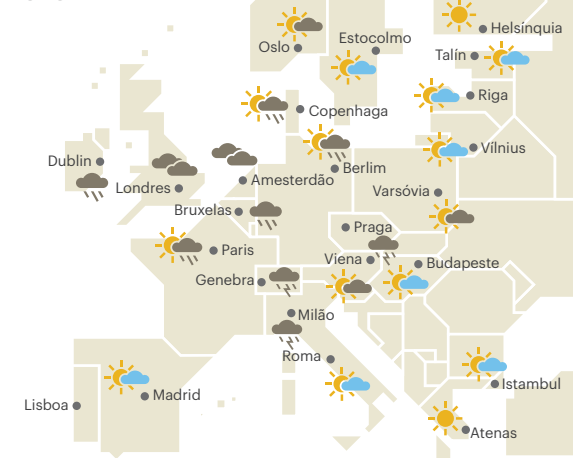 Helsínquia
Estocolmo
Oslo
Talín
Riga
Copenhaga
Vílnius
Dublin
Berlim
Amesterdão
Londres
Varsóvia
Bruxelas
Praga
Paris
Viena
Budapeste
Genebra
Milão
Roma
Istambul
Madrid
Lisboa
Atenas